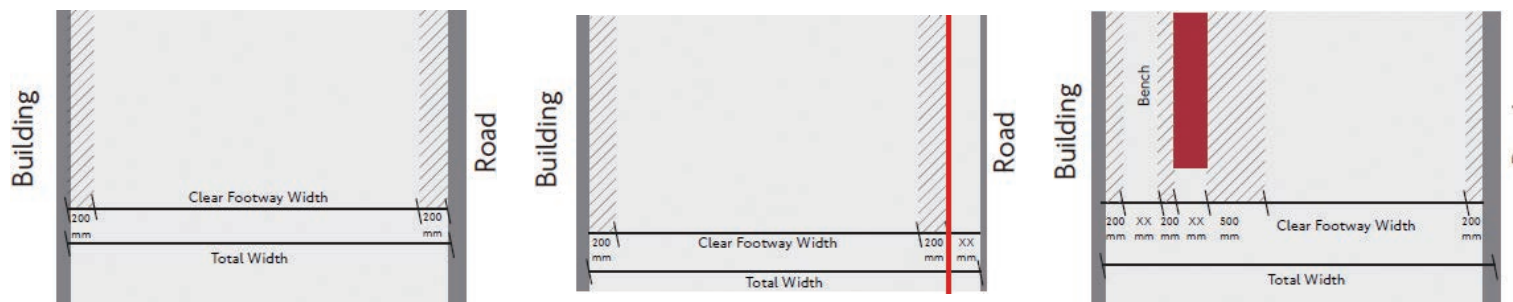 Building
Clear Footway Width
200
mm
200
mm
Total Width
Road
Building
200
mm
Clear Footway Width
200
mm
XX
mm
Total Width
Road
Building
Bench
200
mm
XX
mm
200
mm
XX
mm
500
mm
Clear Footway Width
200
mm
Total Width